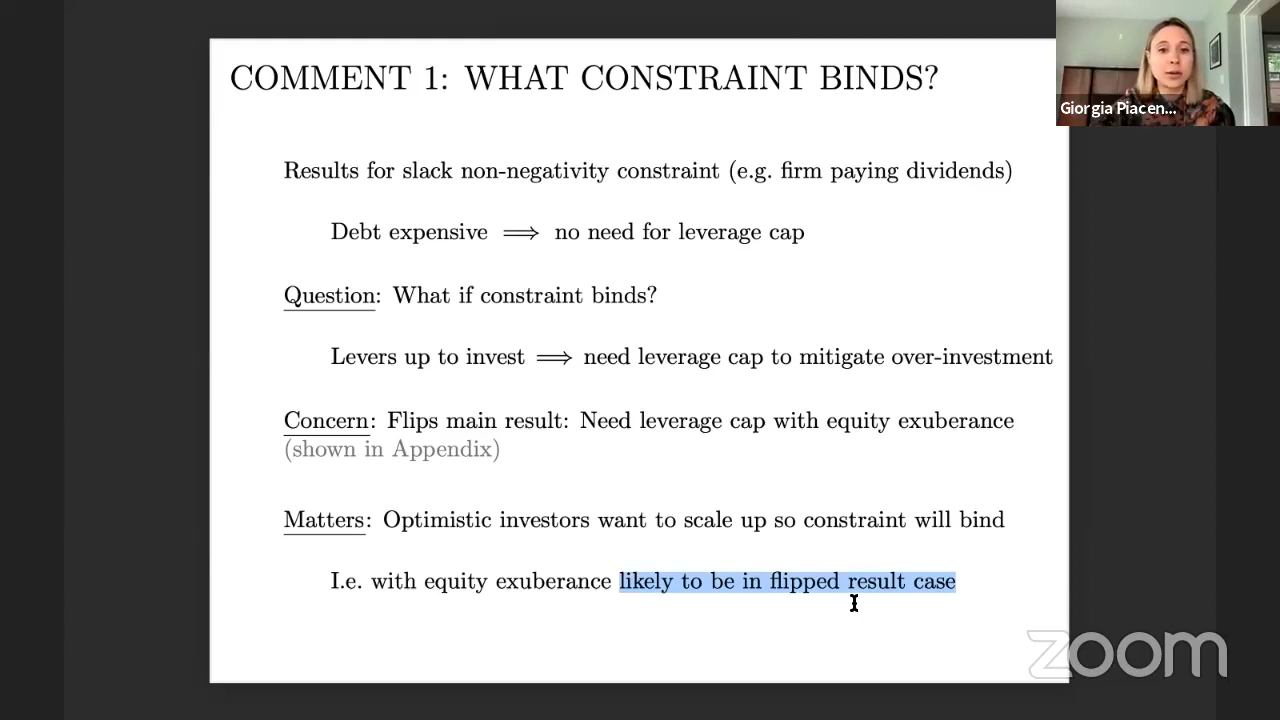 COMMENT 1: WHAT CONSTRAINT BINDS?
Giorgia Piacen...
Results for slack non-negativity constraint (e.g. firm paying dividends)
Debt expensive ⟹ no need for leverage cap
Question: What if constraint binds?
Levers up to invest ⟹ need leverage cap to mitigate over-investment
Concern: Flips main result: Need leverage cap with equity exuberance
(shown in Appendix)
Matters: Optimistic investors want to scale up so constraint will bind
I.e. with equity exuberance likely to be in flipped result case
zoom